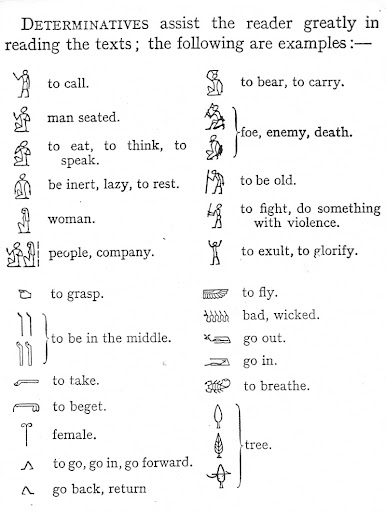 DETERMINATIVES assist the reader greatly in
reading the texts; the following are examples:—
to call.
man seated.
to eat, to think, to
speak.
be inert, lazy, to rest.
woman.
people, company.
to grasp.
to be in the middle.
to take.
to beget.
female.
to go, go in, go forward.
go back, return
to bear, to carry.
foe, enemy, death.
to be old.
to fight, do something
with violence.
to exult, to glorify.
to fly.
bad, wicked.
go out.
go in.
to breathe.
tree.